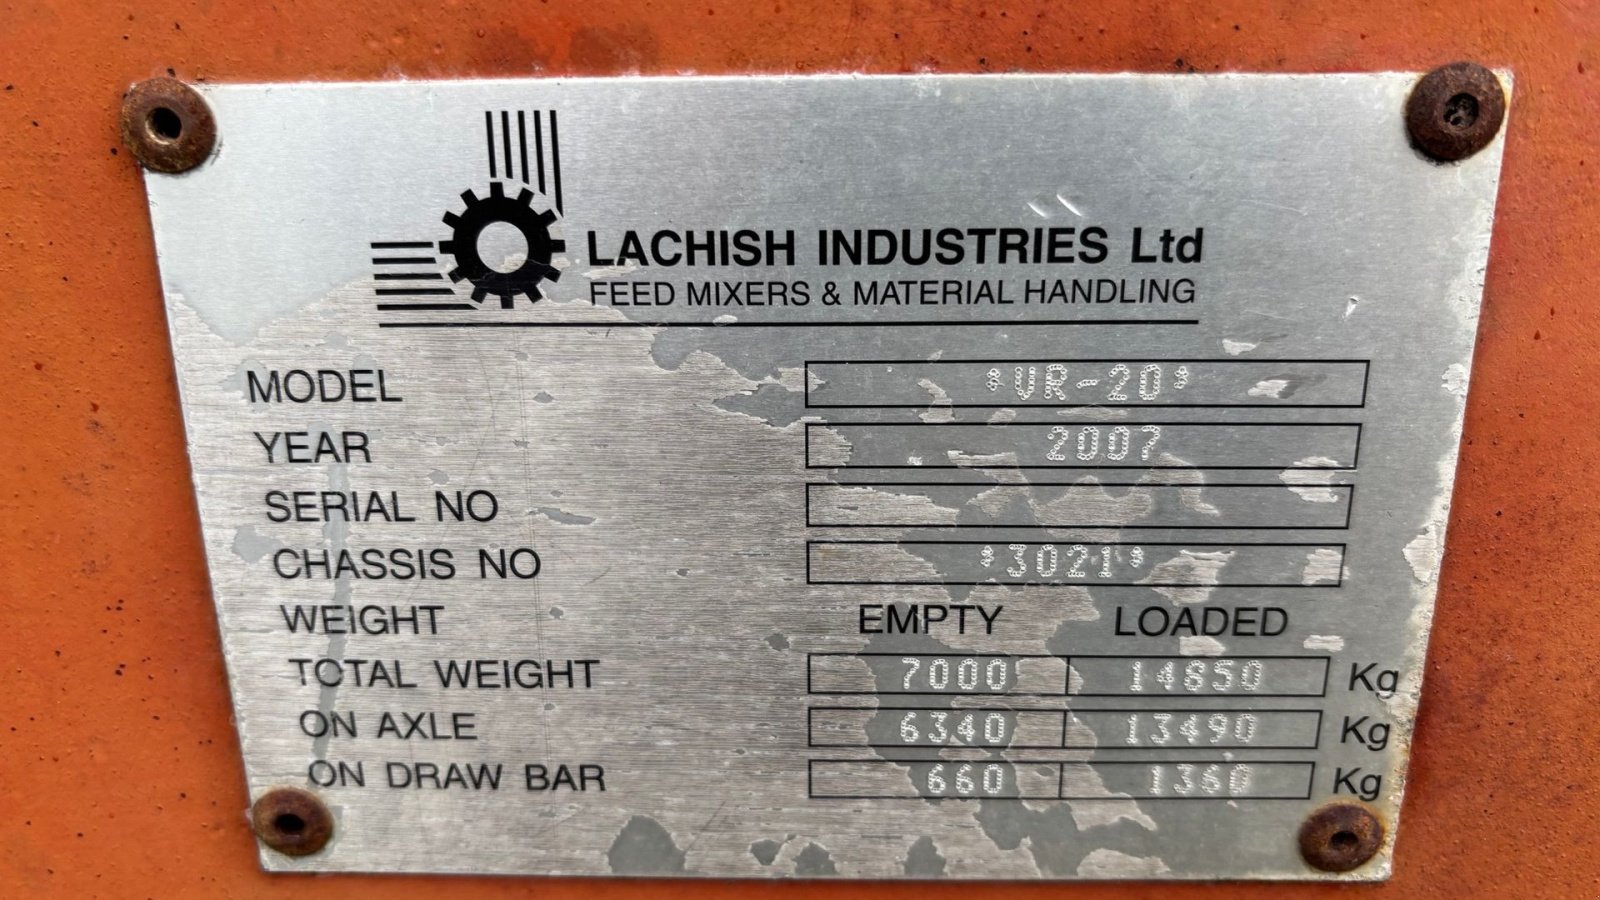 LACHISH INDUSTRIES Ltd
FEED MIXERS & MATERIAL HANDLING
MODEL *VR-20*
YEAR 2007
SERIAL NO
CHASSIS NO *3021*
WEIGHT EMPTY LOADED
TOTAL WEIGHT 7000 14850 Kg
ON AXLE 6340 13490 Kg
ON DRAW BAR 660 1360 Kg